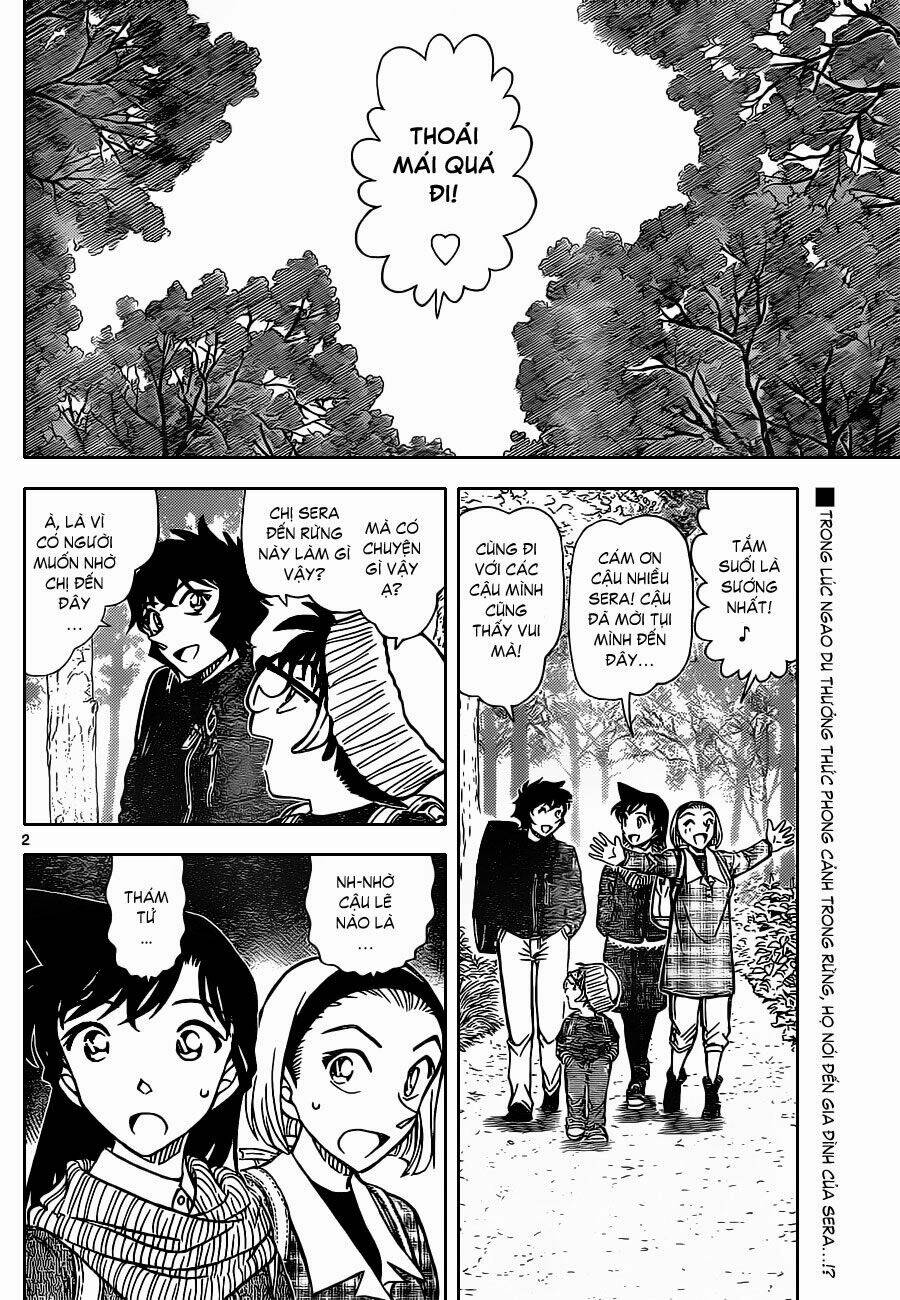 THOẢI
MÁI QUÁ
ĐI!
♡
TRONG LÚC NGAO DU THƯỞNG THỨC PHONG CẢNH TRONG RỪNG, HỌ NÓI ĐẾN GIA ĐÌNH CỦA SERA...!?
TẮM
SUỐI LÀ
SƯỚNG
NHẤT!
♪
CÁM ƠN
CẬU NHIỀU
SERA! CẬU
ĐÃ MỜI TỤI
MÌNH ĐẾN
ĐÂY...
CÙNG ĐI
VỚI CÁC
CẬU MÌNH
CŨNG
THẤY VUI
MÀ!
MÀ CÓ
CHUYỆN
GÌ VẬY
Ạ?
CHỊ SERA
ĐẾN RỪNG
NÀY LÀM GÌ
VẬY?
À, LÀ VÌ
CÓ NGƯỜI
MUỐN NHỜ
CHỊ ĐẾN
ĐÂY
...
2
NH-NHỜ
CẬU LẼ
NÀO LÀ
...
THÁM
TỬ
...